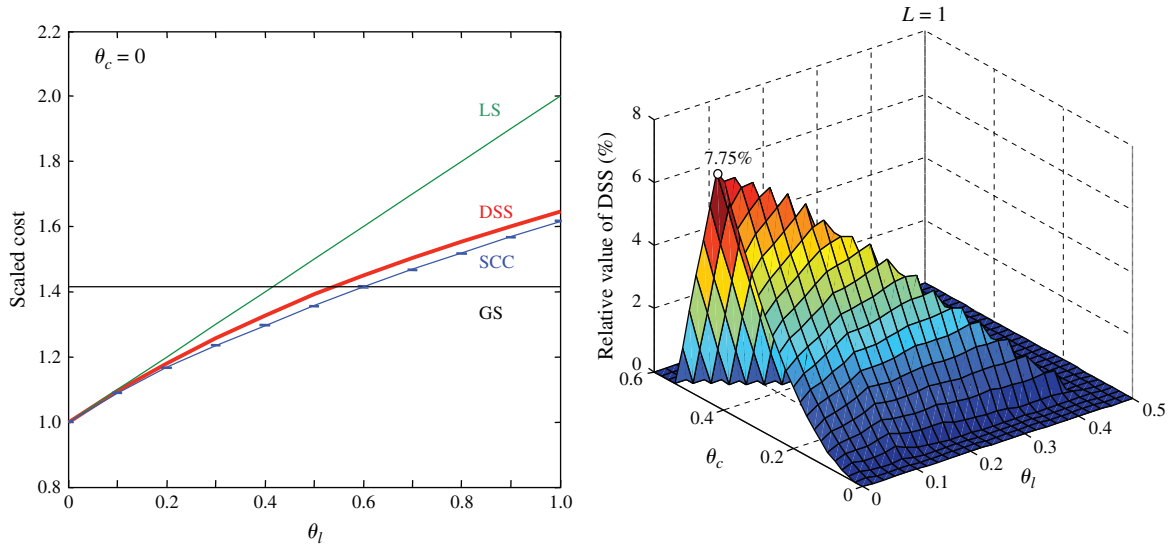 2.2
θc = 0
2.0
LS
1.8
DSS
1.6
SCC
1.4
GS
1.2
1.0
0.8
0 0.2 0.4 0.6 0.8 1.0
Scaled cost
θl
L = 1
8
7.75%
6
4
2
0
Relative value of DSS (%)
0.6
0.4
0.2
0
θc
0
0.1
0.2
0.3
0.4
0.5
θl